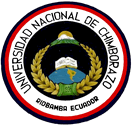 UNIVERSIDAD NACIONAL DE CHIMBORAZO
RIOBAMBA ECUADOR